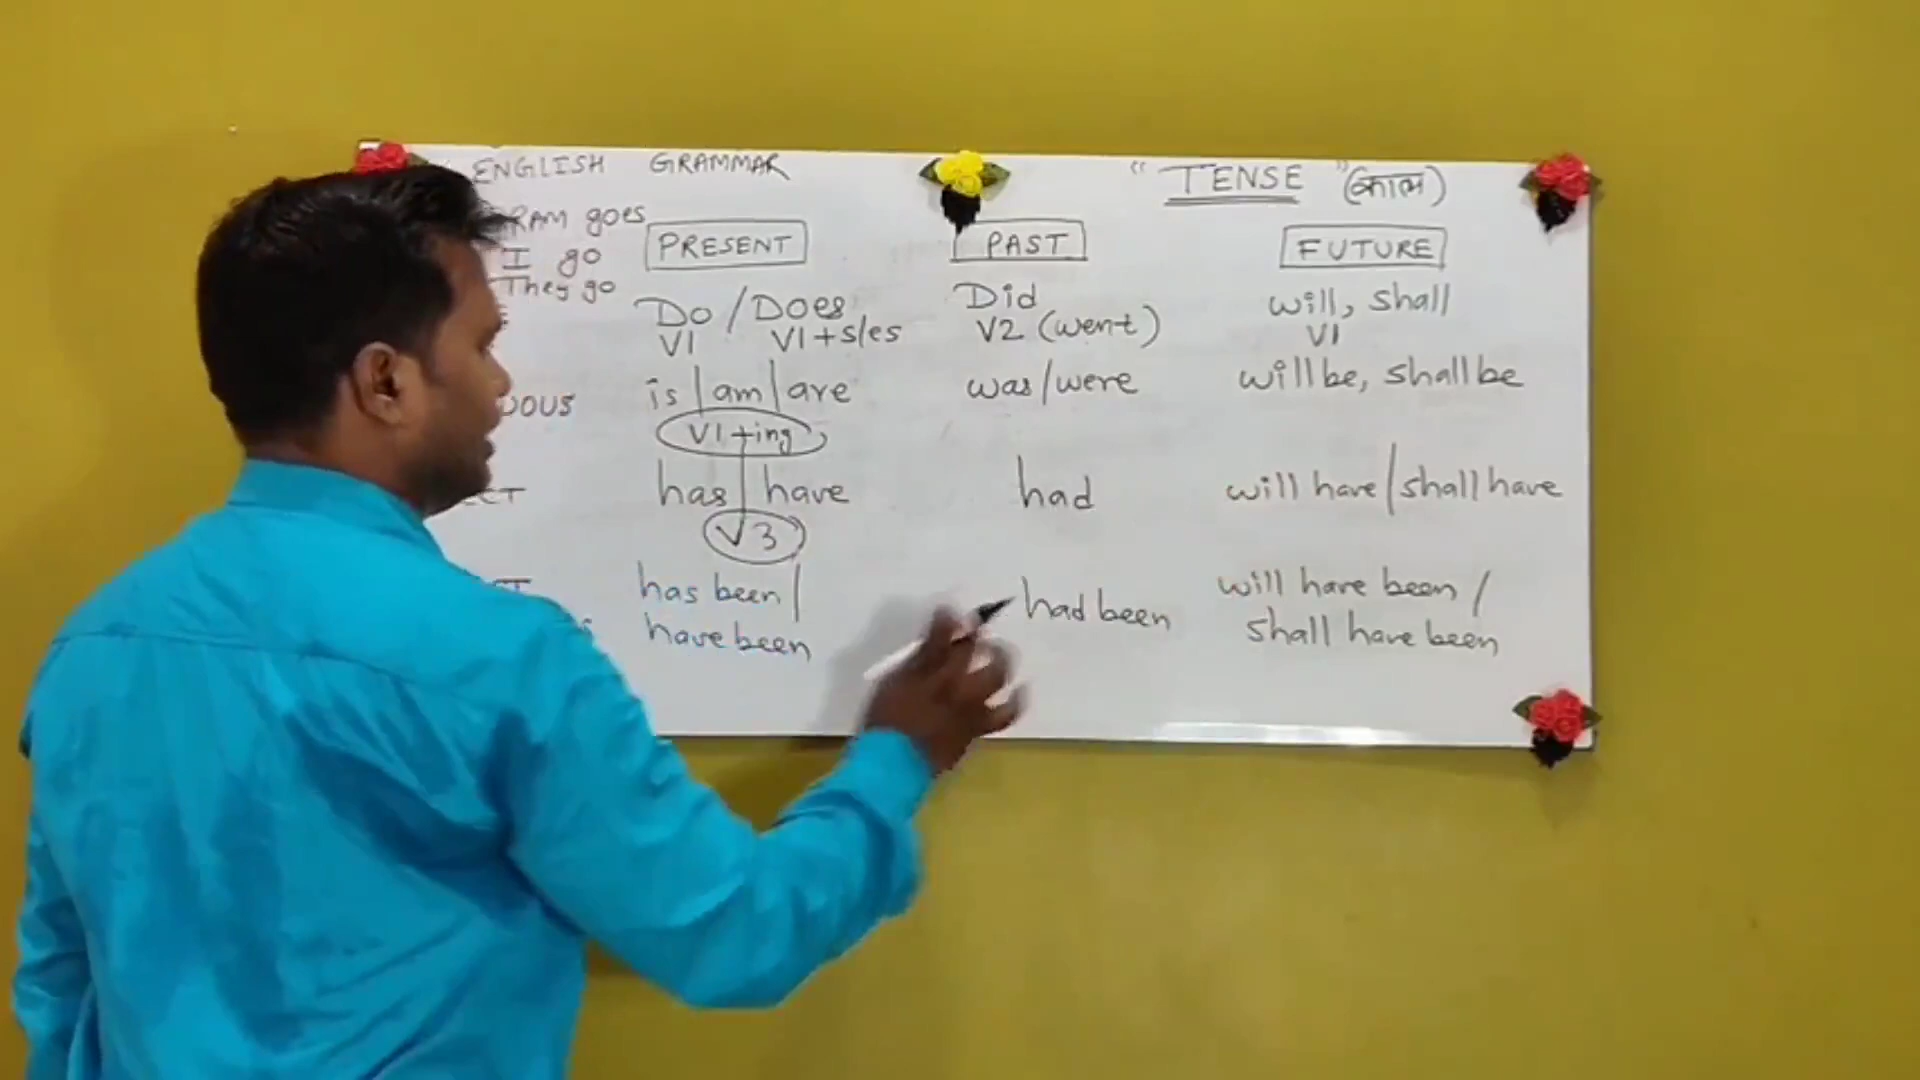 ENGLISH GRAMMAR
" TENSE " (काल)
RAM goes
I go
They go
PRESENT
PAST
FUTURE
Do / Does
V1 V1+s/es
Did
V2 (went)
will, shall
V1
UOUS
is | am | are
V1+ing
was/were
will be, shall be
ECT
has | have
V3
had
will have / shall have
has been /
have been
had been
will have been /
shall have been